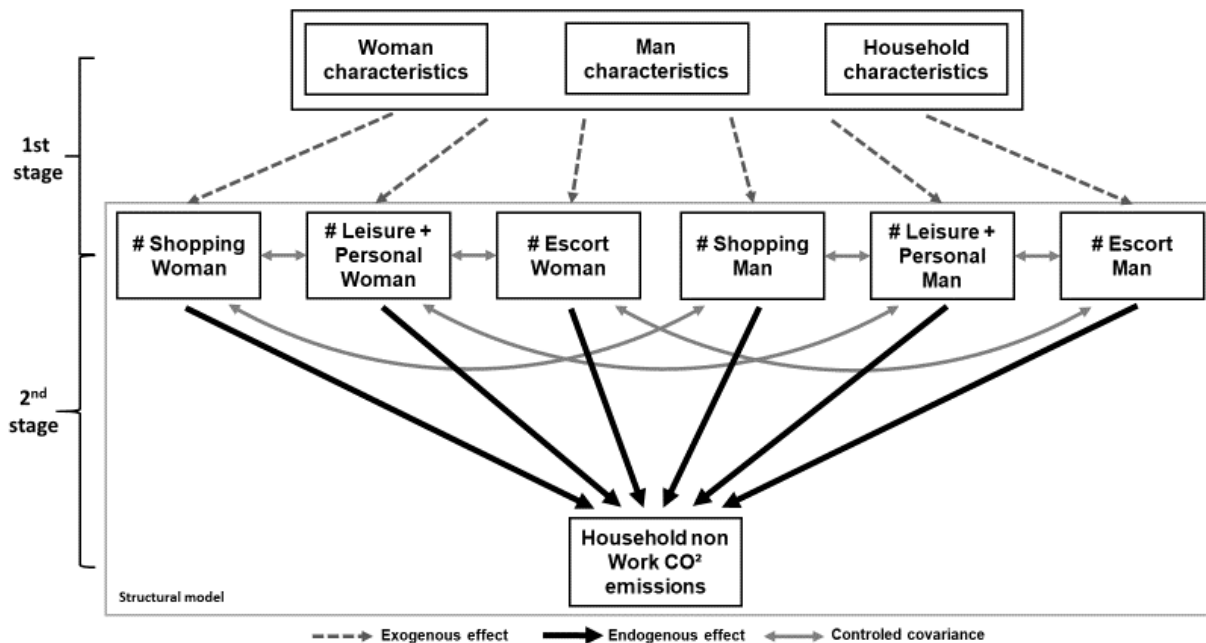 Woman
characteristics
Man
characteristics
Household
characteristics
1st
stage
# Shopping
Woman
# Leisure +
Personal
Woman
# Escort
Woman
# Shopping
Man
# Leisure +
Personal
Man
# Escort
Man
2nd
stage
Household non
Work CO²
emissions
Structural model
Exogenous effect
Endogenous effect
Controled covariance